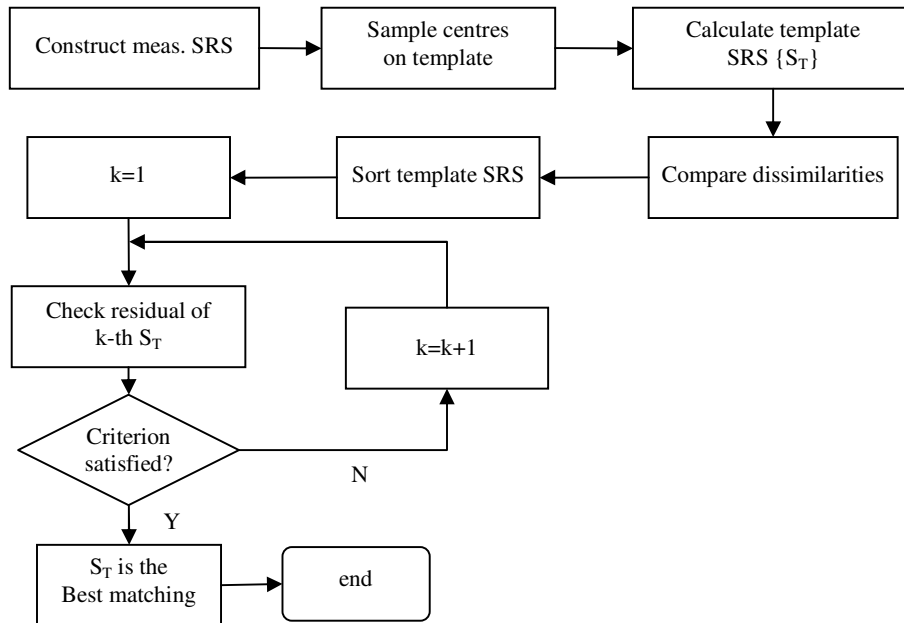 Construct meas. SRS
Sample centres
on template
Calculate template
SRS {S_T}
k=1
Sort template SRS
Compare dissimilarities
Check residual of
k-th S_T
k=k+1
Criterion
satisfied?
N
Y
S_T is the
Best matching
end